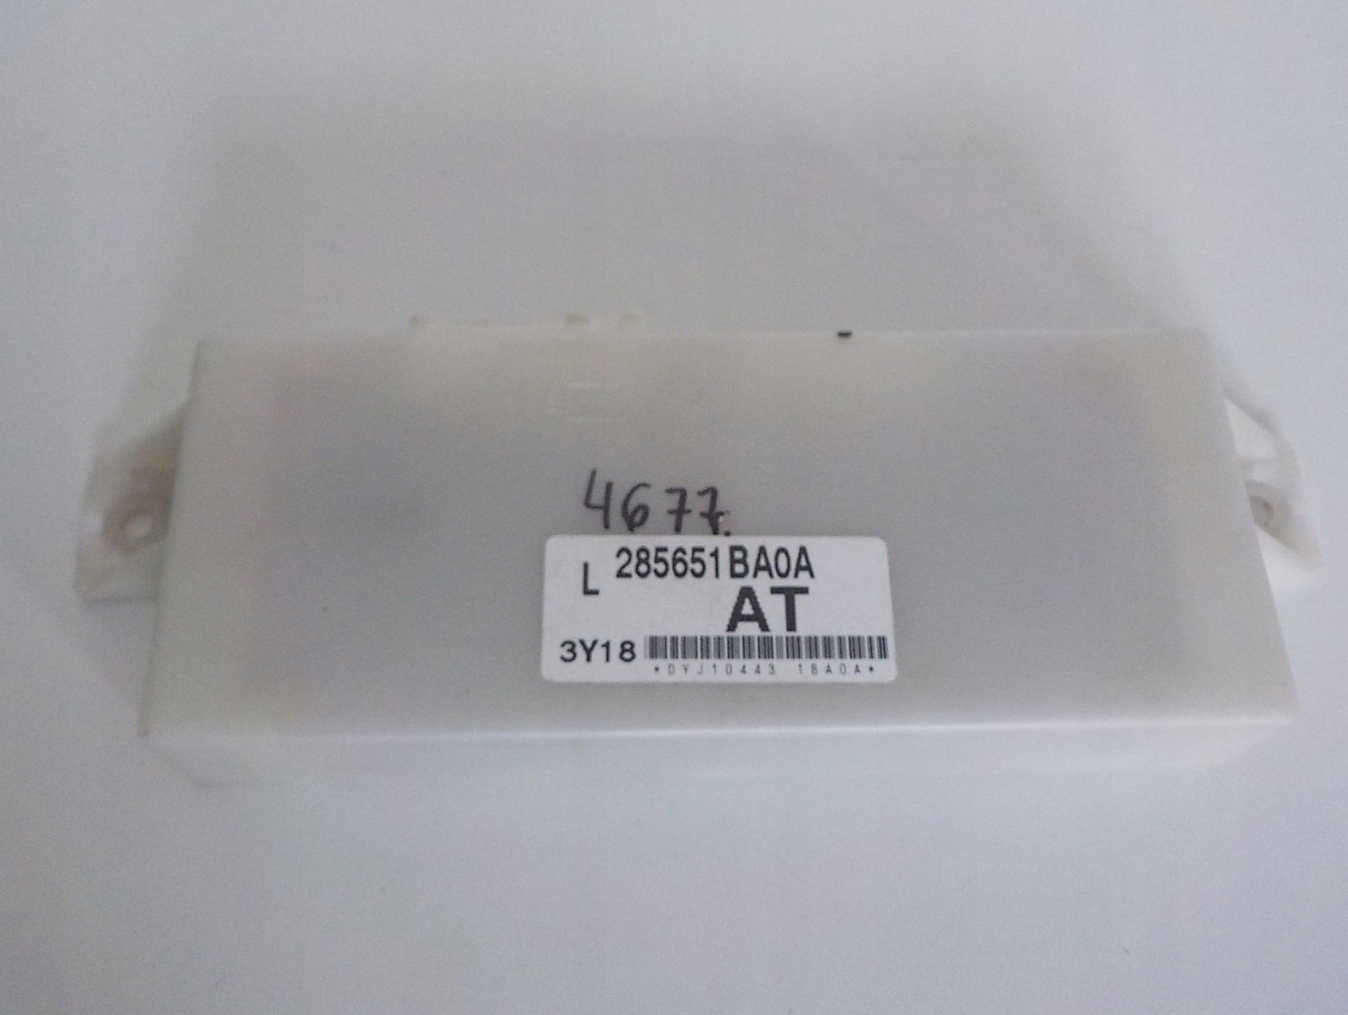 4677.
L 285651BA0A
AT
3Y18
*DYJ10443 1BA0A*